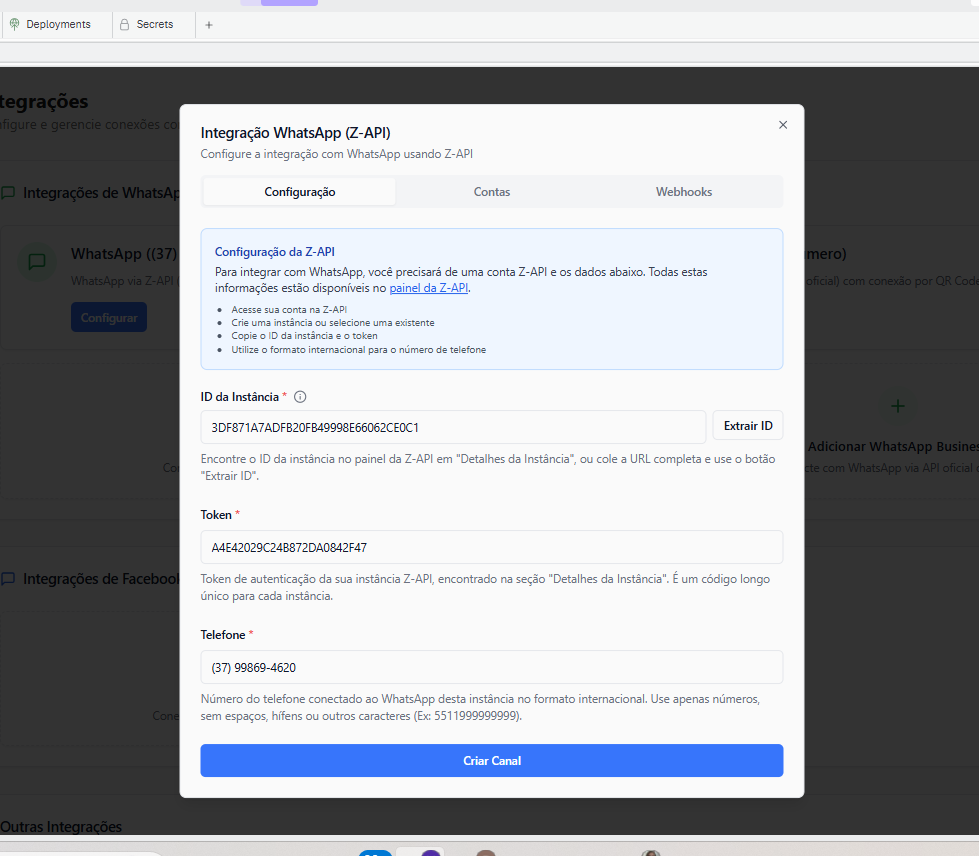 Deployments
Secrets
+
tegrações
nfigure e gerencie conexões co
Integrações de WhatsAp
WhatsApp ((37)
WhatsApp via Z-API (
Configurar
mero)
oficial) com conexão por QR Code
Adicionar WhatsApp Busines
cte com WhatsApp via API oficial
Co
Integrações de Facebook
Cone
Outras Integrações
Integração WhatsApp (Z-API)
Configure a integração com WhatsApp usando Z-API
Configuração
Contas
Webhooks
Configuração da Z-API
Para integrar com WhatsApp, você precisará de uma conta Z-API e os dados abaixo. Todas estas
informações estão disponíveis no painel da Z-API.
• Acesse sua conta na Z-API
• Crie uma instância ou selecione uma existente
• Copie o ID da instância e o token
• Utilize o formato internacional para o número de telefone
ID da Instância *
3DF871A7ADFB20FB49998E66062CE0C1
Extrair ID
Encontre o ID da instância no painel da Z-API em "Detalhes da Instância", ou cole a URL completa e use o botão
"Extrair ID".
Token *
A4E42029C24B872DA0842F47
Token de autenticação da sua instância Z-API, encontrado na seção "Detalhes da Instância". É um código longo
único para cada instância.
Telefone *
(37) 99869-4620
Número do telefone conectado ao WhatsApp desta instância no formato internacional. Use apenas números,
sem espaços, hífens ou outros caracteres (Ex: 5511999999999).
Criar Canal